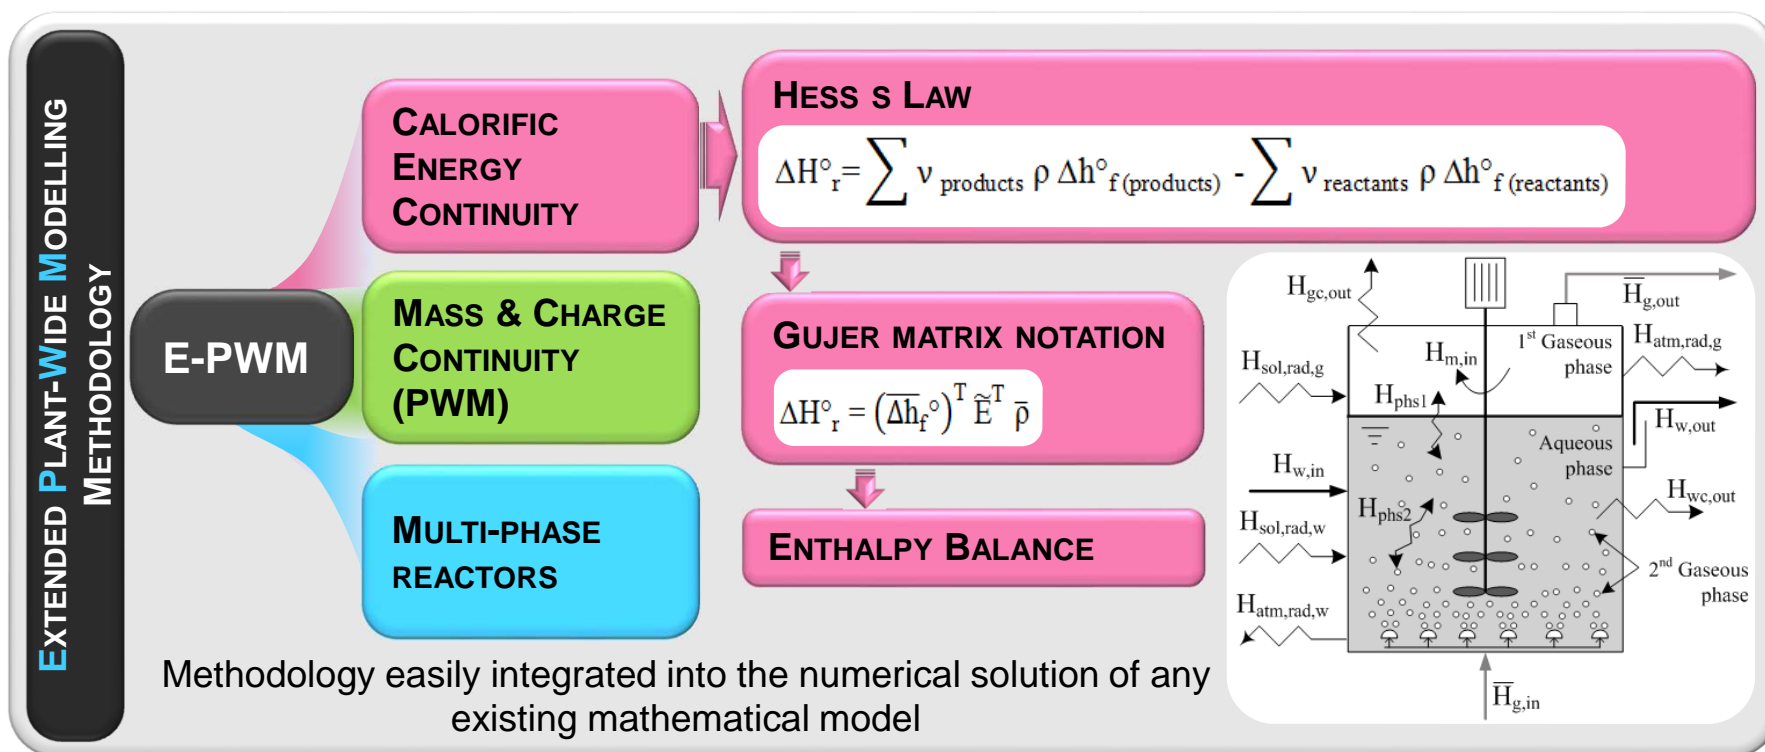 EXTENDED PLANT-WIDE MODELLING
METHODOLOGY
E-PWM
CALORIFIC
ENERGY
CONTINUITY
MASS & CHARGE
CONTINUITY
(PWM)
MULTI-PHASE
REACTORS
HESS S LAW
ΔH°r= ∑ ν products ρ Δh°f (products) - ∑ ν reactants ρ Δh°f (reactants)
GUJER MATRIX NOTATION
ΔH°r = (Δh̅f°)ᵀ Ẽᵀ ρ̅
ENTHALPY BALANCE
Hgc,out
H̅g,out
1st Gaseous
phase
Hm,in
Hatm,rad,g
Hsol,rad,g
Hphs1
Hw,out
Aqueous
phase
Hw,in
Hwc,out
Hphs2
Hsol,rad,w
2nd Gaseous
phase
Hatm,rad,w
H̅g,in
Methodology easily integrated into the numerical solution of any
existing mathematical model